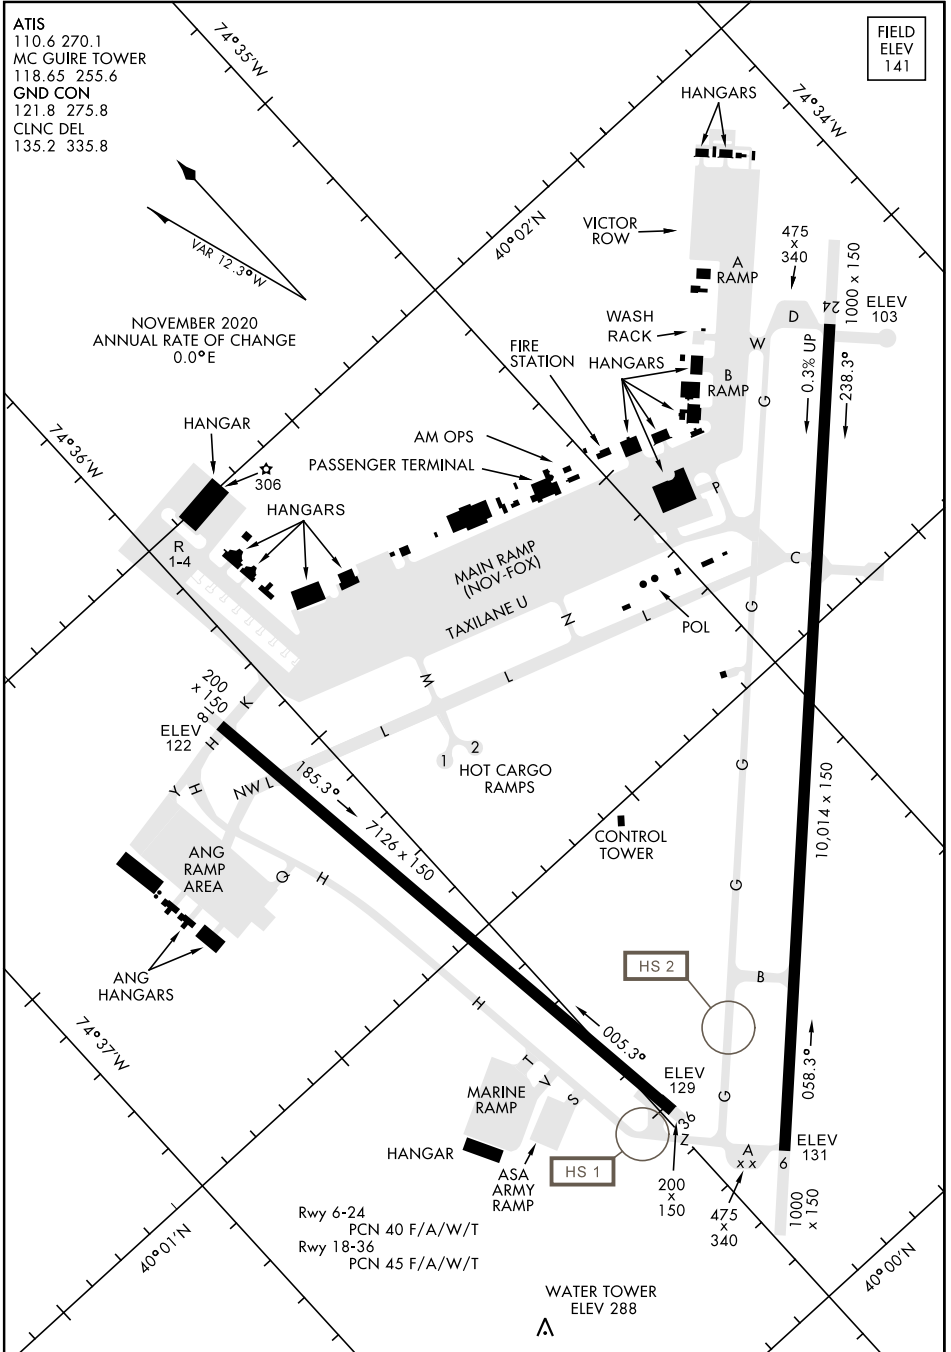 ATIS
110.6 270.1
MC GUIRE TOWER
118.65 255.6
GND CON
121.8 275.8
CLNC DEL
135.2 335.8
FIELD
ELEV
141
74°35'W
74°34'W
HANGARS
40°02'N
VAR 12.3°W
VICTOR
ROW
475
x
340
1000 x 150
A
RAMP
NOVEMBER 2020
ANNUAL RATE OF CHANGE
0.0°E
WASH
RACK
D
24
ELEV
103
W
FIRE
STATION
HANGARS
B
RAMP
0.3% UP
238.3°
G
74°36'W
HANGAR
AM OPS
PASSENGER TERMINAL
306
HANGARS
P
R
1-4
MAIN RAMP
(NOV-FOX)
C
TAXILANE U
N
L
POL
G
200
x 150
18
K
M
L
ELEV
122
H
L
1
2
HOT CARGO
RAMPS
G
Y
H
NW L
185.3°
7126 x 150
CONTROL
TOWER
10,014 x 150
ANG
RAMP
AREA
Q
H
G
ANG
HANGARS
HS 2
B
74°37'W
H
005.3°
T
V
S
ELEV
129
058.3°
MARINE
RAMP
G
36
Z
HANGAR
HS 1
A
x x
6
ELEV
131
ASA
ARMY
RAMP
200
x
150
475
x
340
1000
x 150
Rwy 6-24
PCN 40 F/A/W/T
Rwy 18-36
PCN 45 F/A/W/T
40°01'N
40°00'N
WATER TOWER
ELEV 288